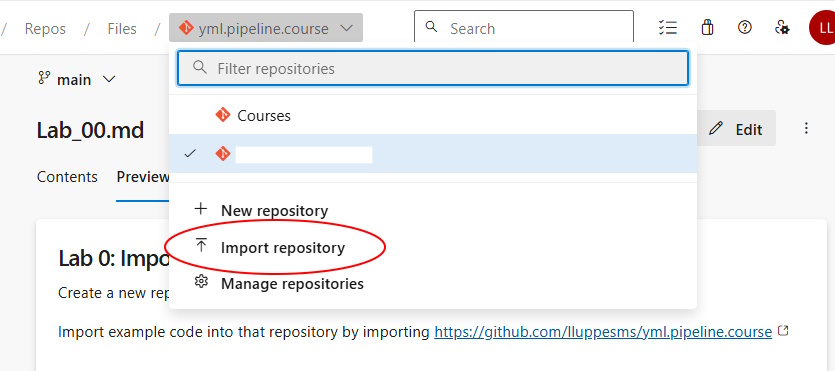 / Repos / Files / yml.pipeline.course Search LL
Filter repositories
main
Courses
Lab_00.md
Edit
Contents Preview
New repository
Import repository
Manage repositories
Lab 0: Impo
Create a new rep
Import example code into that repository by importing https://github.com/lluppesms/yml.pipeline.course